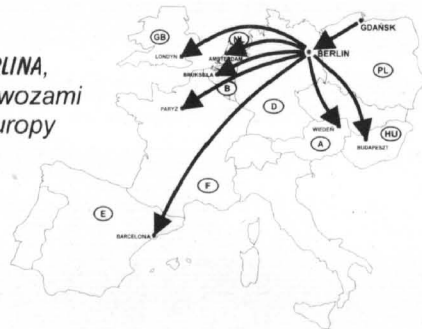 RLINA,
wozami
uropy
GDAŃSK
GB
LONDYN
NL
AMSTERDAM
BERLIN
BRUKSELA
B
PL
PARYŻ
D
WIEDEŃ
HU
BUDAPESZT
A
F
E
BARCELONA